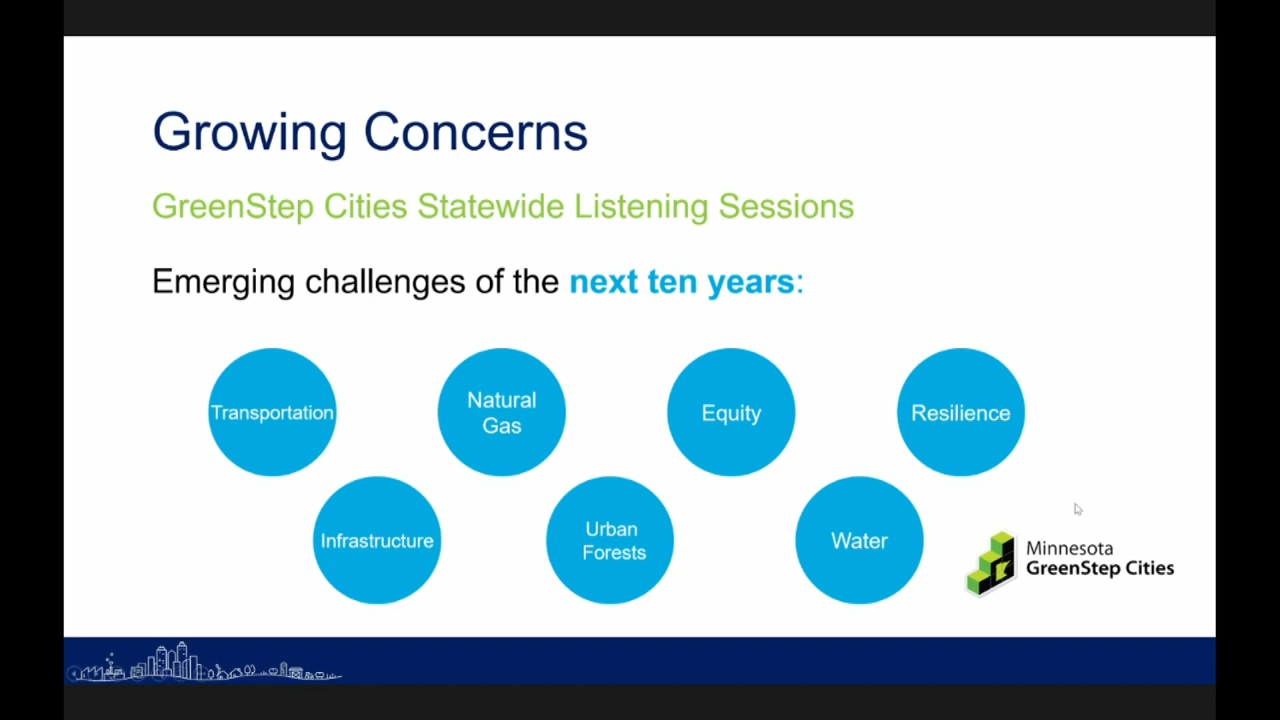 Growing Concerns
GreenStep Cities Statewide Listening Sessions
Emerging challenges of the next ten years:
Transportation
Natural
Gas
Equity
Resilience
Infrastructure
Urban
Forests
Water
Minnesota
GreenStep Cities